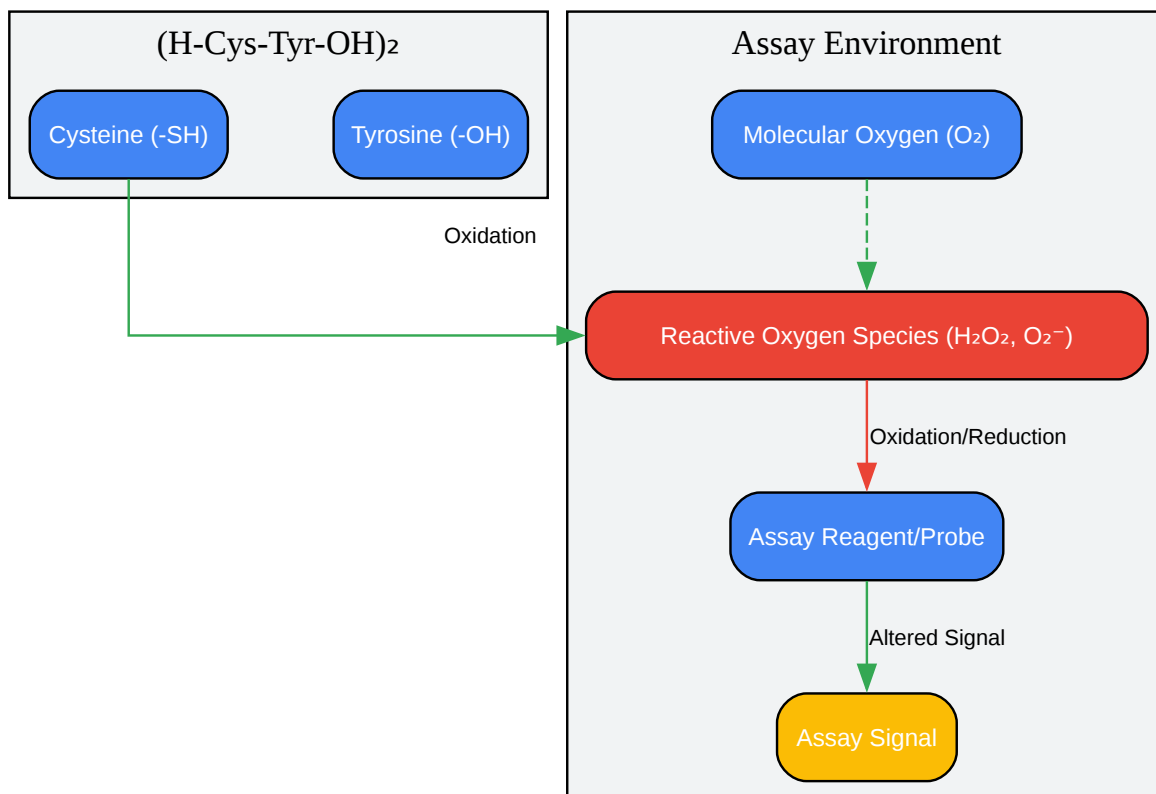 (H-Cys-Tyr-OH)₂
Assay Environment
Cysteine (-SH)
Tyrosine (-OH)
Molecular Oxygen (O₂)
Oxidation
Reactive Oxygen Species (H₂O₂, O₂⁻)
Oxidation/Reduction
Assay Reagent/Probe
Altered Signal
Assay Signal